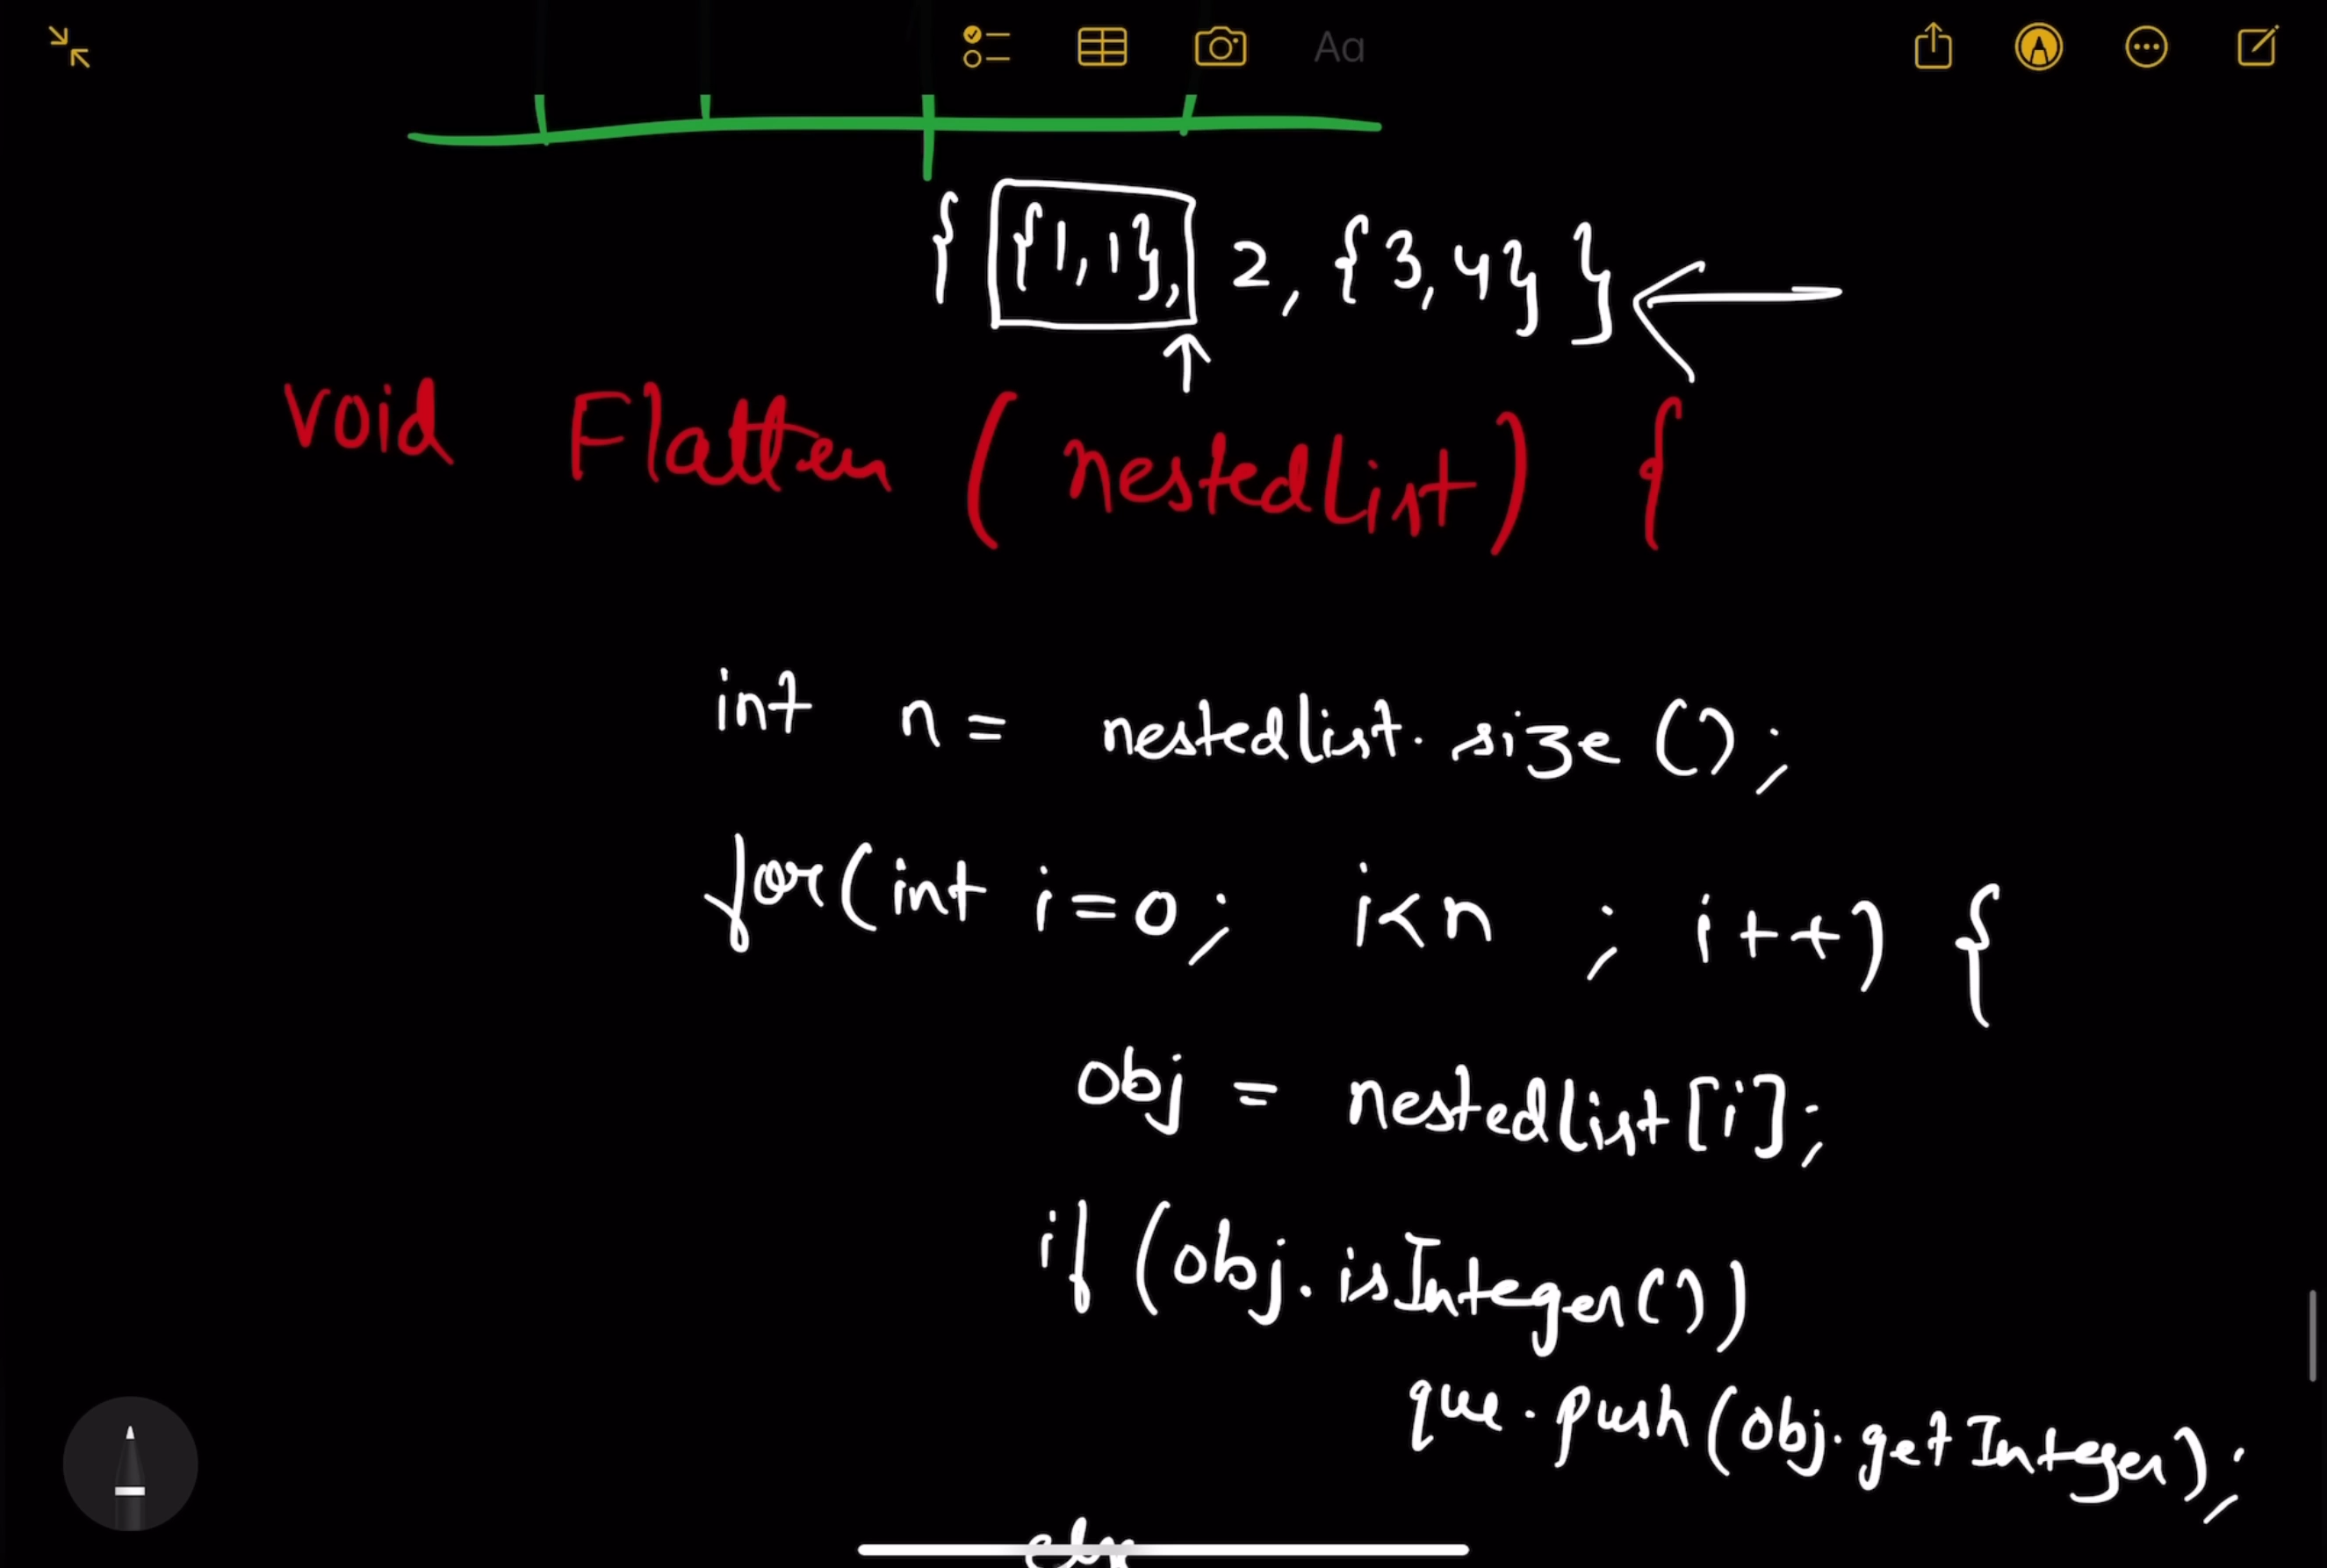 Aa
{ {1,1}, 2, {3,4} }
void Flatten ( nestedList) {
int n = nestedlist.size ();
for(int i=0; i<n ; i++) {
obj = nestedlist[i];
if (obj.isInteger())
que.push(obj.getInteger);